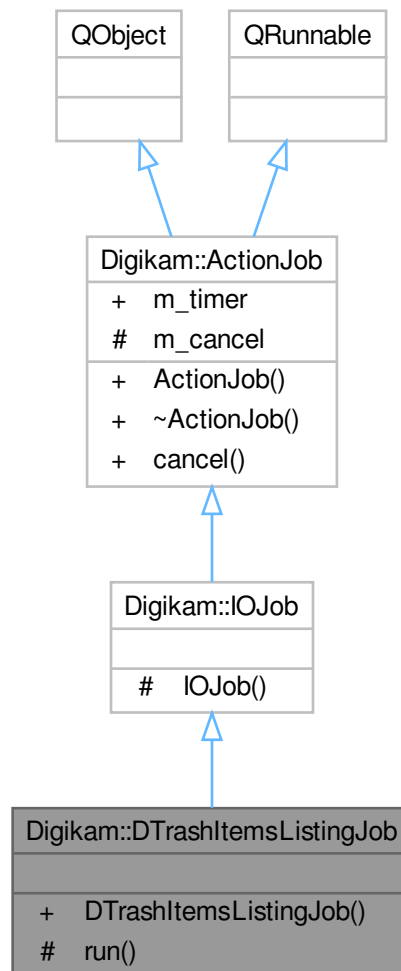 QObject
QRunnable
Digikam::ActionJob
+ m_timer
# m_cancel
+ ActionJob()
+ ~ActionJob()
+ cancel()
Digikam::IOJob
# IOJob()
Digikam::DTrashItemsListingJob
+ DTrashItemsListingJob()
# run()